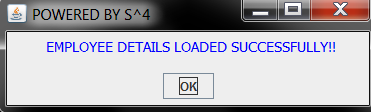 POWERED BY S^4
EMPLOYEE DETAILS LOADED SUCCESSFULLY!!
OK